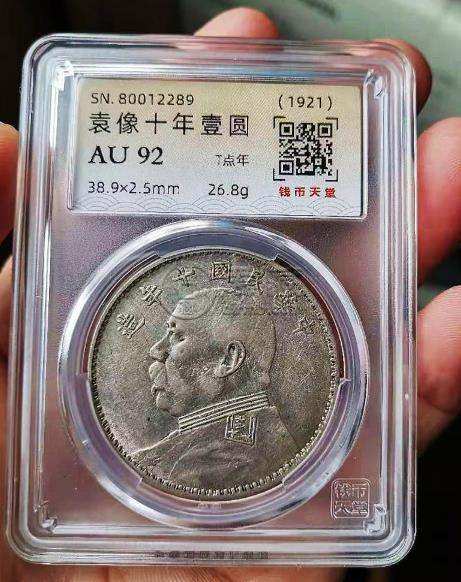 SN. 80012289 (1921)
袁像十年壹圆
AU 92 T点年
38.9×2.5mm 26.8g 钱币天堂
造年十國民華中
钱币
天堂